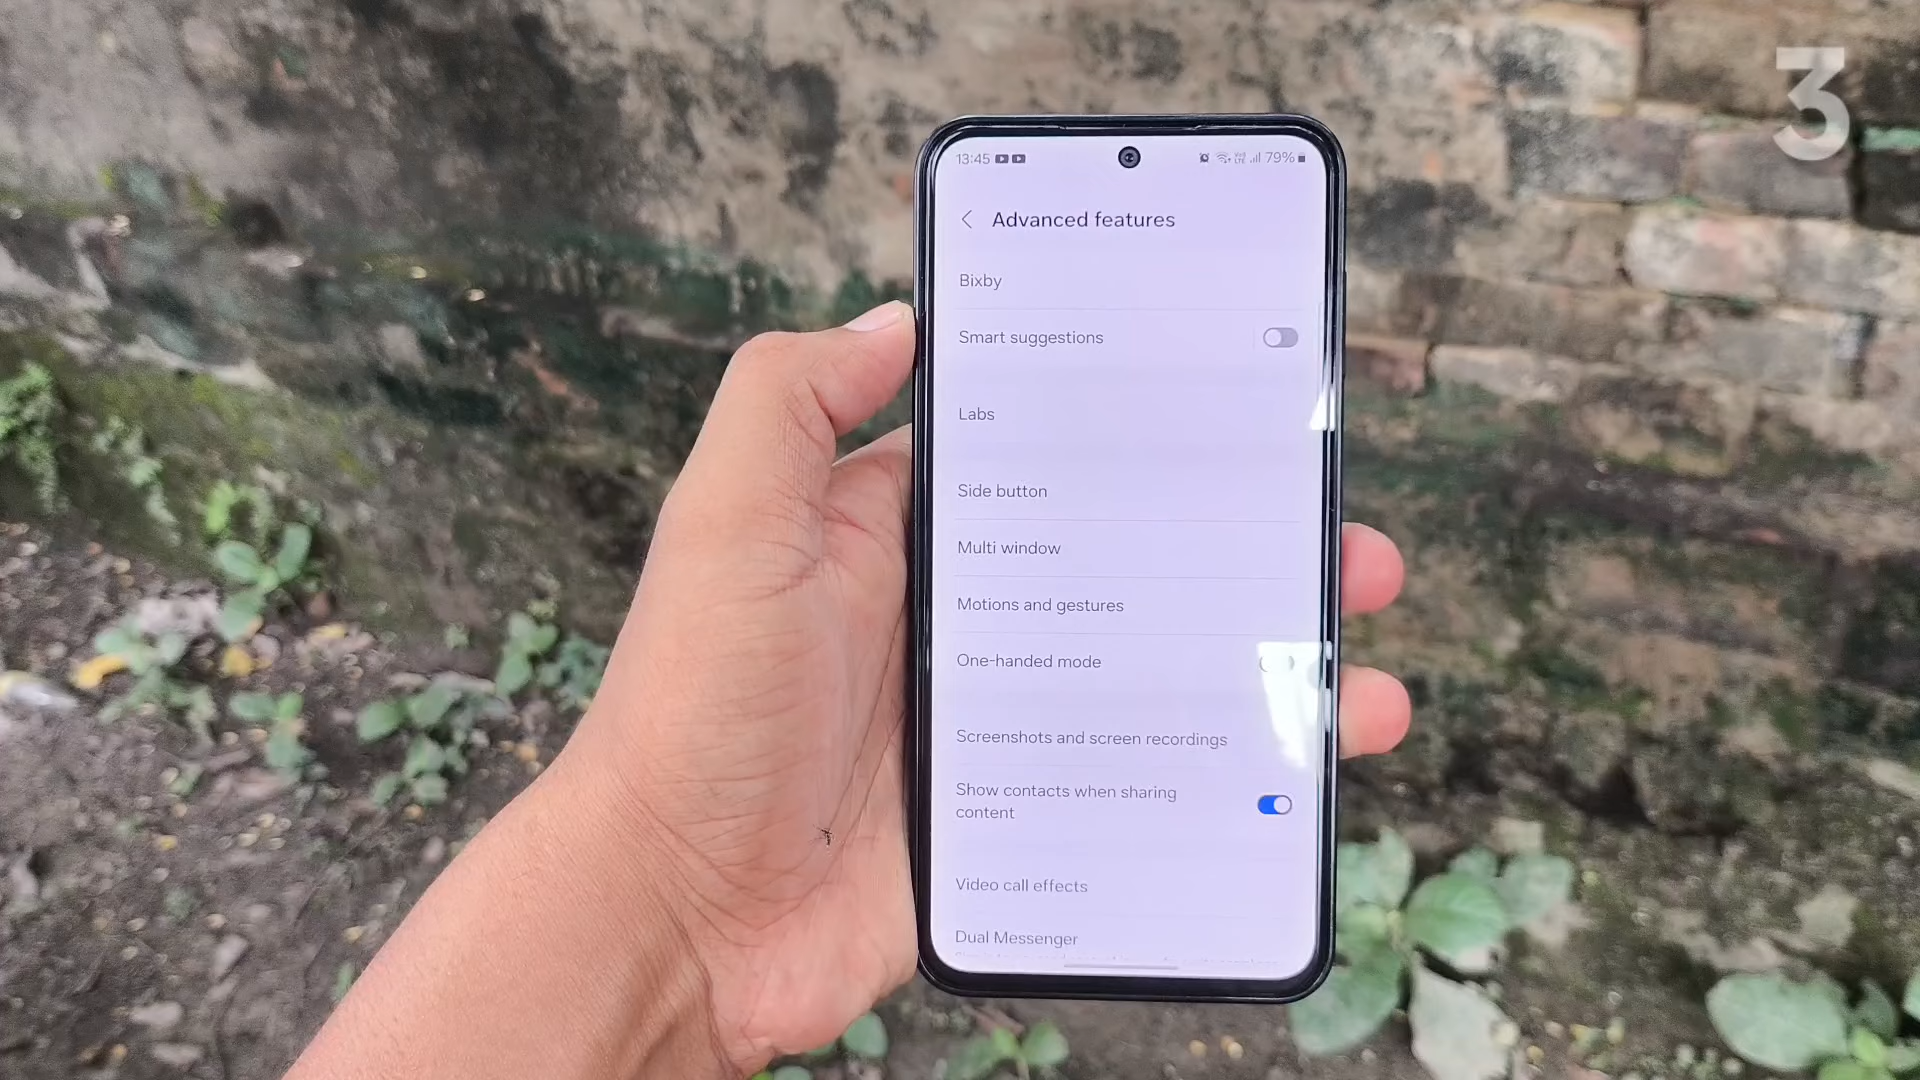 3
13:45 79%
Advanced features
Bixby
Smart suggestions
Labs
Side button
Multi window
Motions and gestures
One-handed mode
Screenshots and screen recordings
Show contacts when sharing
content
Video call effects
Dual Messenger